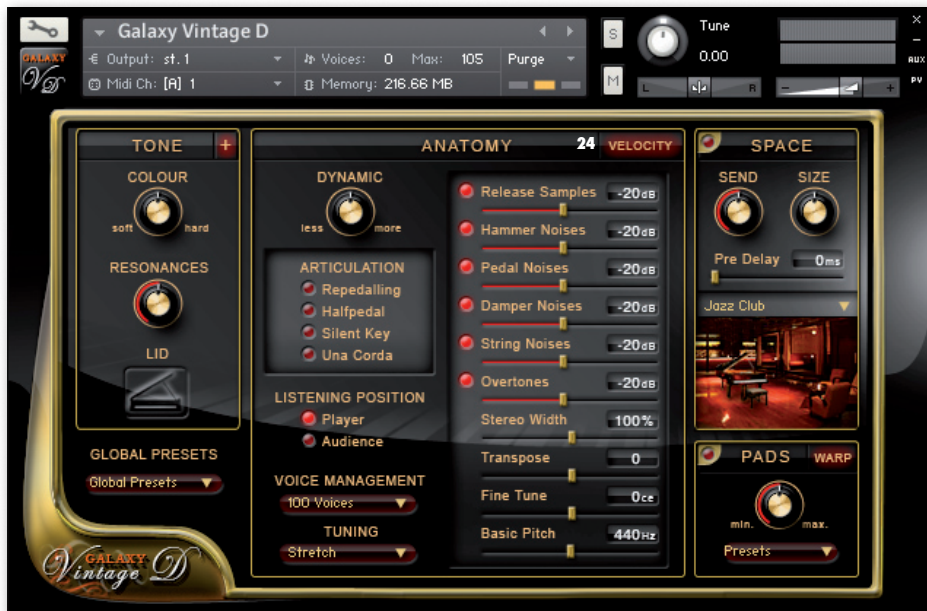 Galaxy Vintage D
Output: st.1
Voices: 0 Max: 105 Purge
Midi Ch: [A] 1
Memory: 216.66 MB
S
M
Tune
0.00
L R
- +
x
-
AUX
PV
GALAXY
VD
TONE +
COLOUR
soft hard
RESONANCES
LID
GLOBAL PRESETS
Global Presets
GALAXY
Vintage D
ANATOMY 24 VELOCITY
DYNAMIC
less more
ARTICULATION
Repedalling
Halfpedal
Silent Key
Una Corda
LISTENING POSITION
Player
Audience
VOICE MANAGEMENT
100 Voices
TUNING
Stretch
Release Samples -20dB
Hammer Noises -20dB
Pedal Noises -20dB
Damper Noises -20dB
String Noises -20dB
Overtones -20dB
Stereo Width 100%
Transpose 0
Fine Tune 0ce
Basic Pitch 440Hz
SPACE
SEND SIZE
Pre Delay 0ms
Jazz Club
PADS WARP
min. max.
Presets